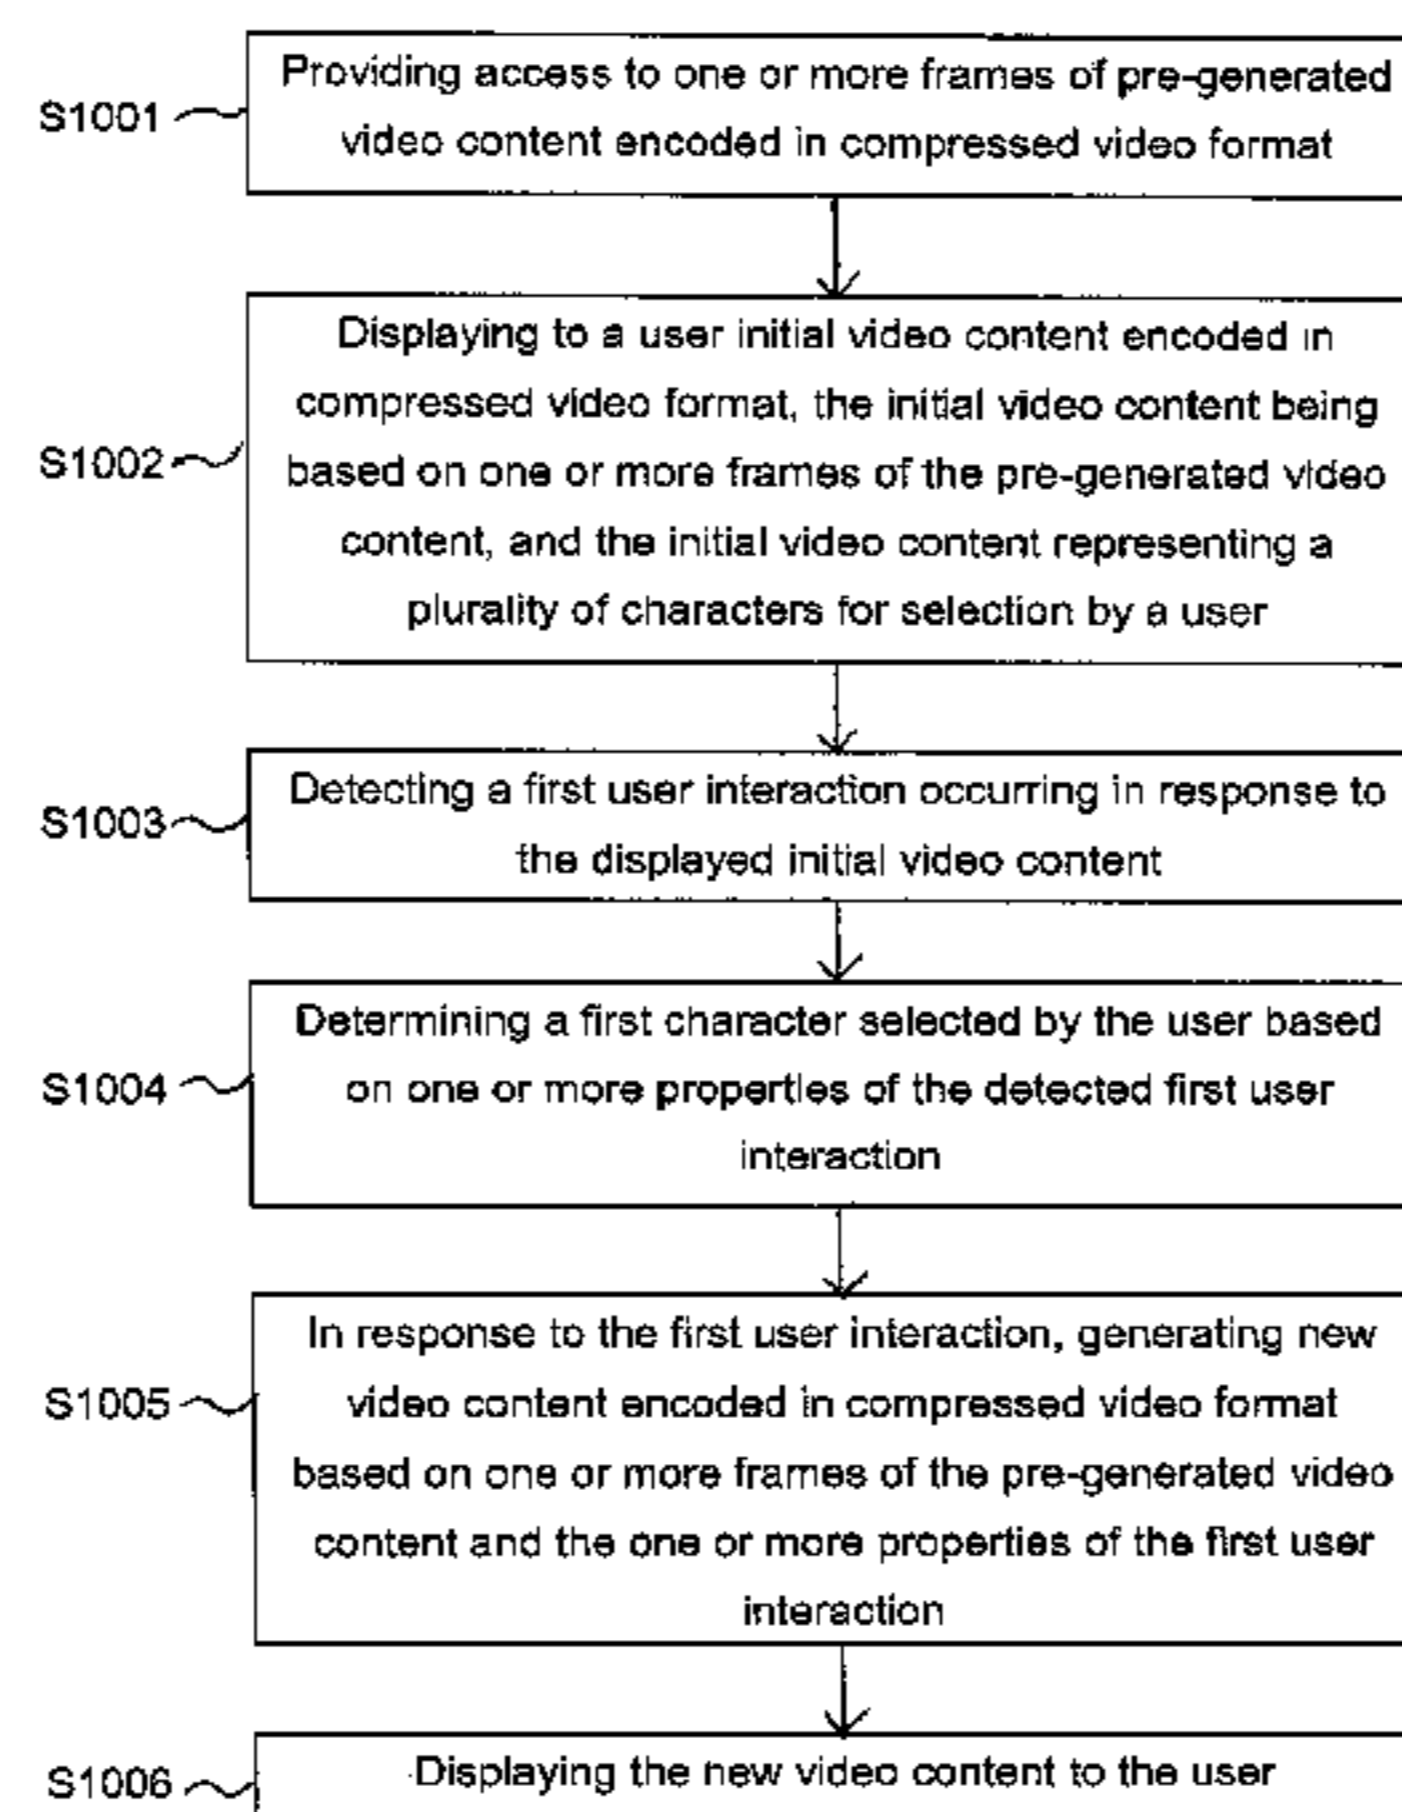 Providing access to one or more frames of pre-generated
S1001
video content encoded in compressed video format
Displaying to a user initial video content encoded in
compressed video format, the initial video content being
S1002
based on one or more frames of the pre-generated video
content, and the initial video content representing a
plurality of characters for selection by a user
Detecting a first user interaction occurring in response to
S1003
the displayed initial video content
Determining a first character selected by the user based
S1004
on one or more properties of the detected first user
interaction
In response to the first user interaction, generating new
S1005
video content encoded in compressed video format
based on one or more frames of the pre-generated video
content and the one or more properties of the first user
interaction
S1006
Displaying the new video content to the user